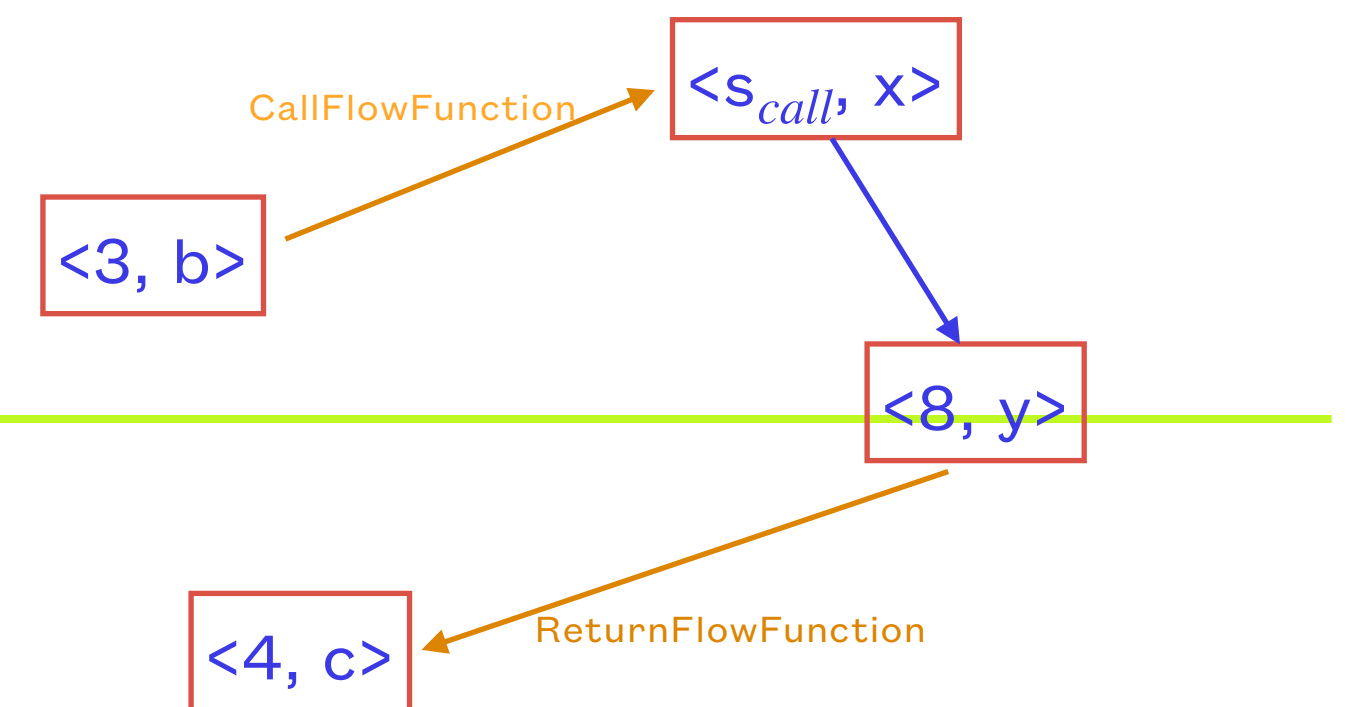 <s_call, x>
CallFlowFunction
<3, b>
<8, y>
ReturnFlowFunction
<4, c>